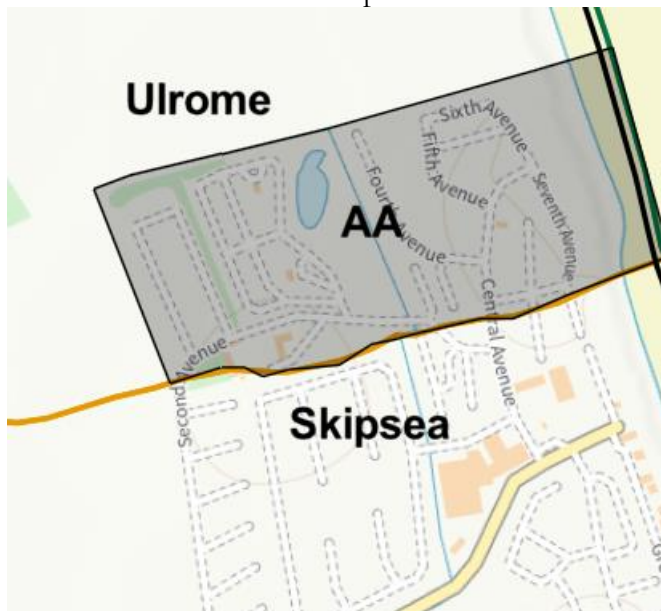 Ulrome
Sixth Avenue
Fifth Avenue
Fourth Avenue
AA
Seventh Avenue
Central Avenue
Second Avenue
Skipsea